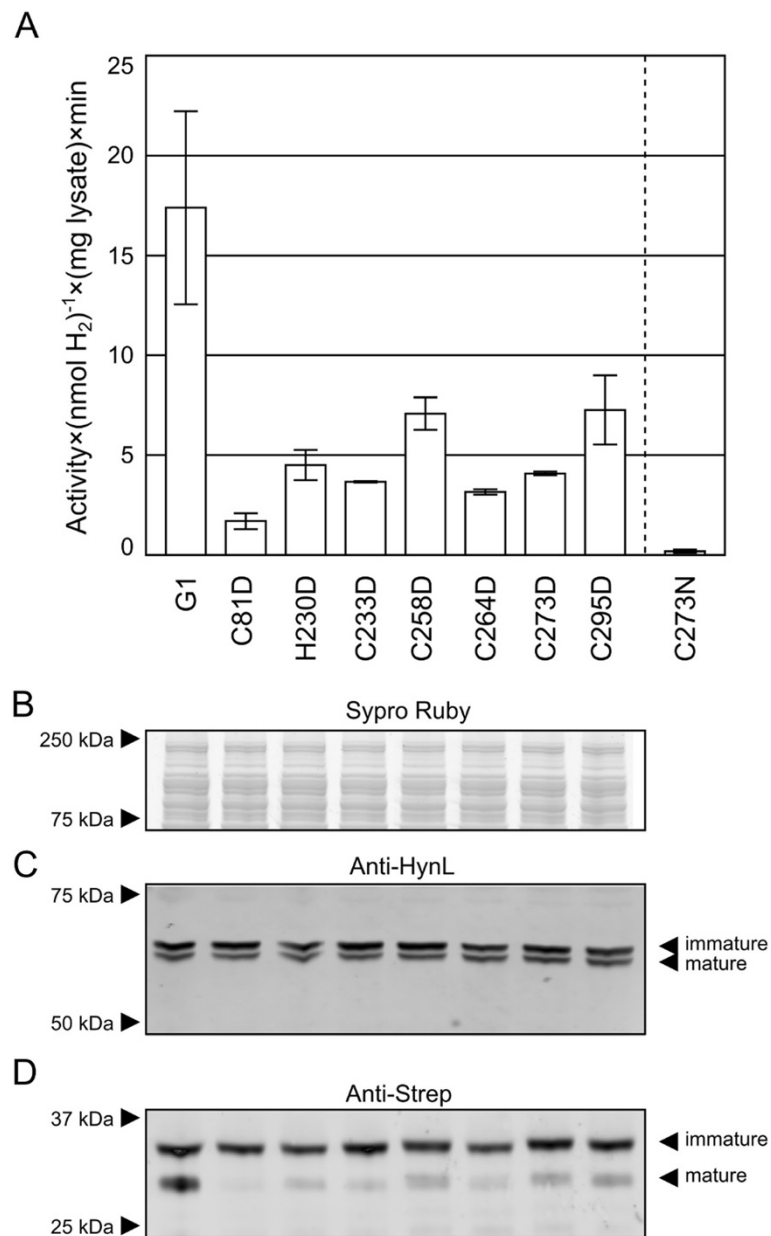 A
Activity×(nmol H₂)⁻¹×(mg lysate)×min
25
20
15
10
5
0
G1
C81D
H230D
C233D
C258D
C264D
C273D
C295D
C273N
B
Sypro Ruby
250 kDa
75 kDa
C
Anti-HynL
75 kDa
immature
mature
50 kDa
D
Anti-Strep
37 kDa
immature
mature
25 kDa